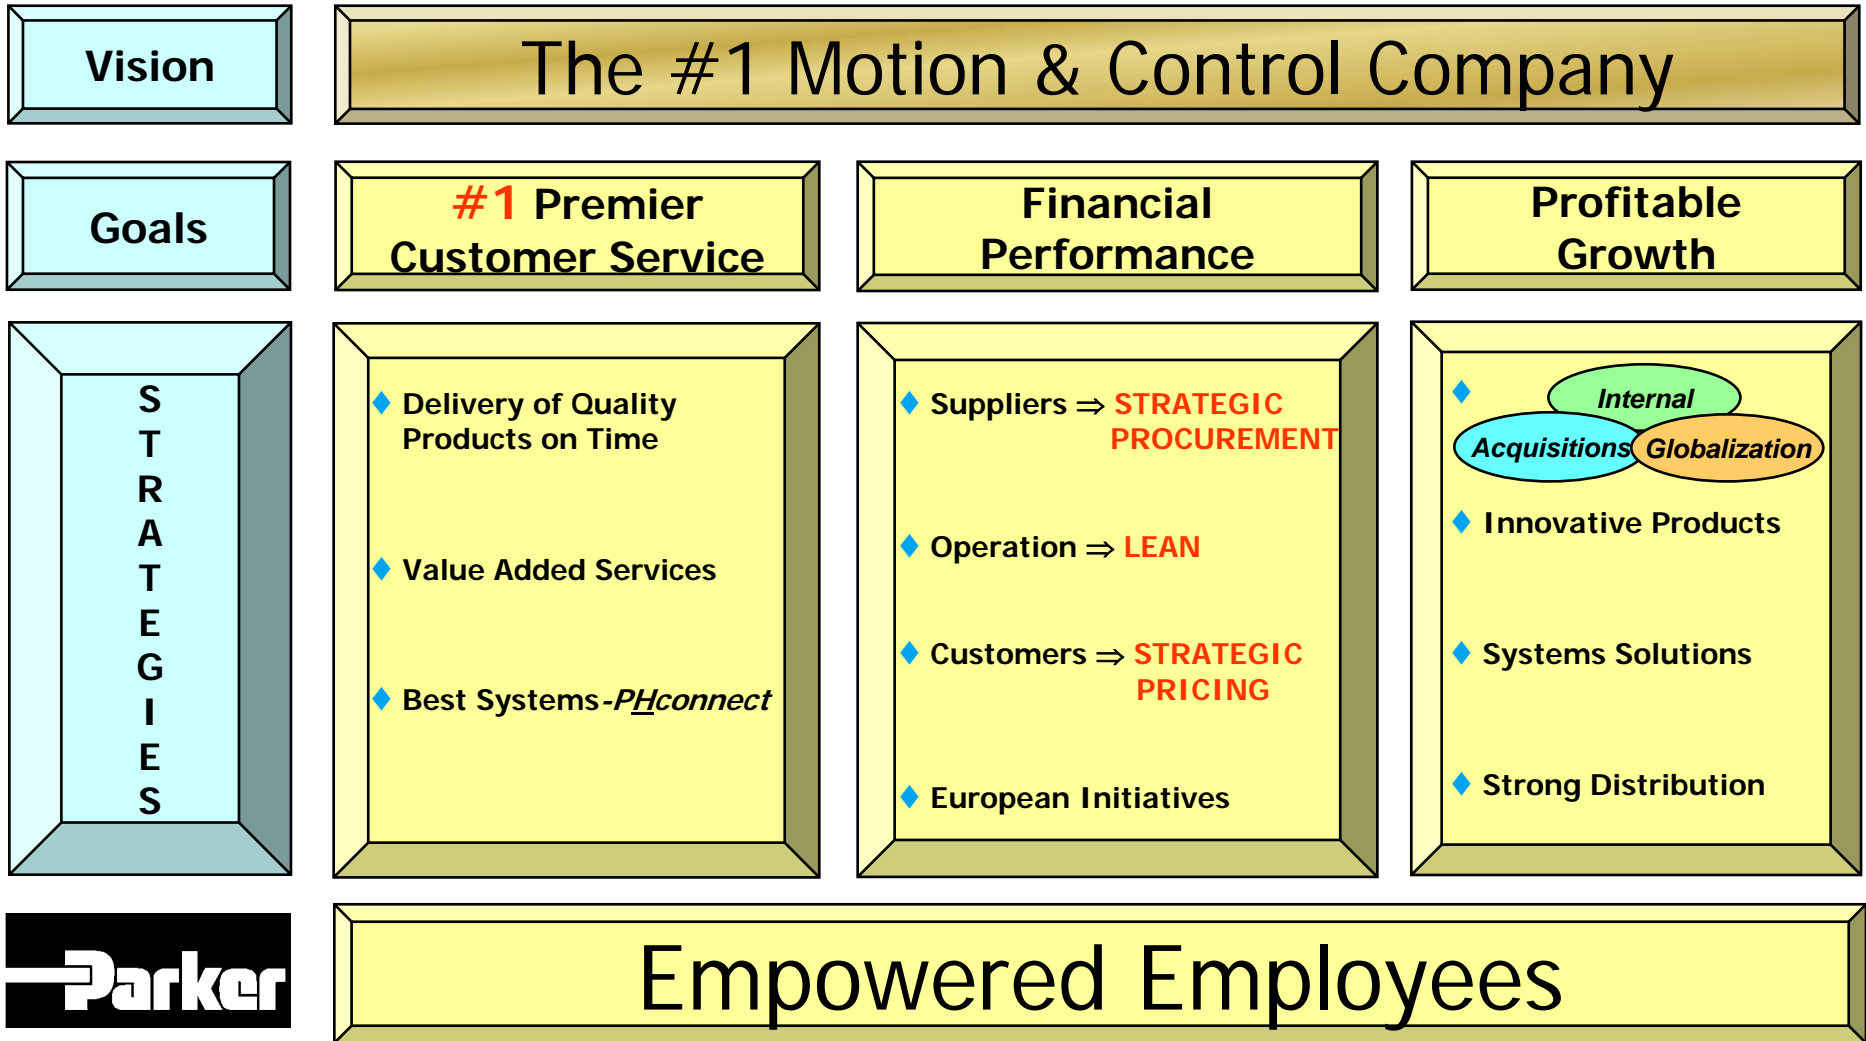 Vision
The #1 Motion & Control Company
Goals
#1 Premier
Customer Service
Financial
Performance
Profitable
Growth
S
T
R
A
T
E
G
I
E
S
♦ Delivery of Quality
Products on Time
♦ Value Added Services
♦ Best Systems-PHconnect
♦ Suppliers ⇒ STRATEGIC
PROCUREMENT
♦ Operation ⇒ LEAN
♦ Customers ⇒ STRATEGIC
PRICING
♦ European Initiatives
♦
Internal
Acquisitions
Globalization
♦ Innovative Products
♦ Systems Solutions
♦ Strong Distribution
Parker
Empowered Employees